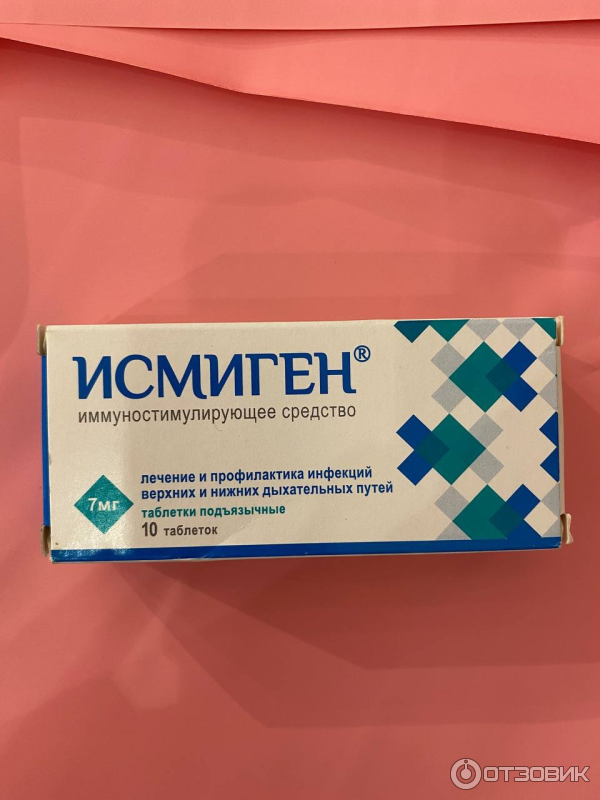 ИСМИГЕН®
иммуностимулирующее средство
лечение и профилактика инфекций
верхних и нижних дыхательных путей
7мг
таблетки подъязычные
10 таблеток
ОТЗОВИК